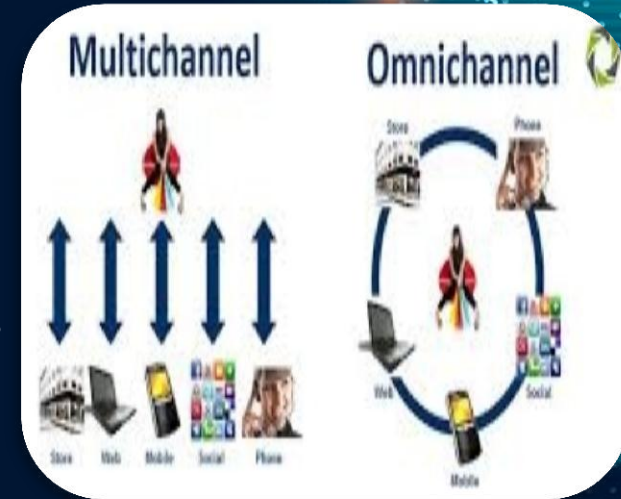 Multichannel
Omnichannel
Store
Web
Mobile
Social
Phone
Store
Phone
Web
Social
Mobile